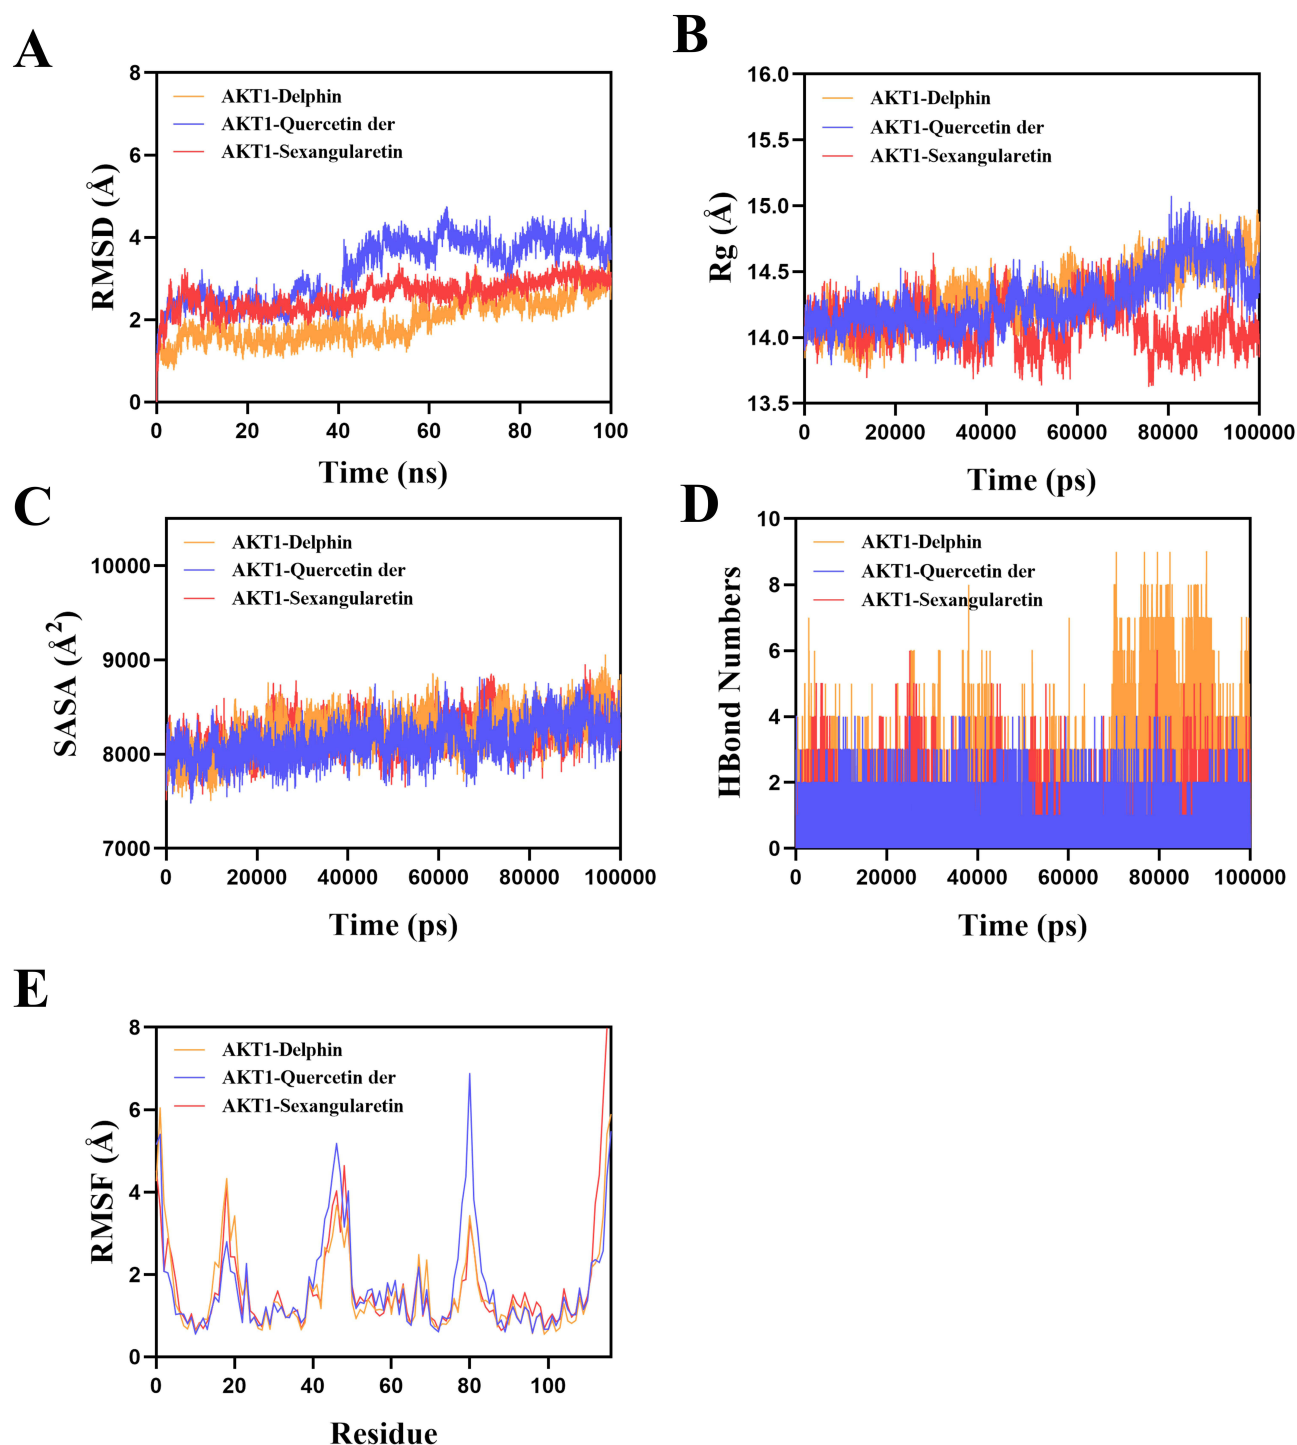 A
RMSD (Å)
8
6
4
2
0
AKT1-Delphin
AKT1-Quercetin der
AKT1-Sexangularetin
0 20 40 60 80 100
Time (ns)
B
Rg (Å)
16.0
15.5
15.0
14.5
14.0
13.5
AKT1-Delphin
AKT1-Quercetin der
AKT1-Sexangularetin
0 20000 40000 60000 80000 100000
Time (ps)
C
SASA (Å²)
10000
9000
8000
7000
AKT1-Delphin
AKT1-Quercetin der
AKT1-Sexangularetin
0 20000 40000 60000 80000 100000
Time (ps)
D
HBond Numbers
10
8
6
4
2
0
AKT1-Delphin
AKT1-Quercetin der
AKT1-Sexangularetin
0 20000 40000 60000 80000 100000
Time (ps)
E
RMSF (Å)
8
6
4
2
0
AKT1-Delphin
AKT1-Quercetin der
AKT1-Sexangularetin
0 20 40 60 80 100
Residue